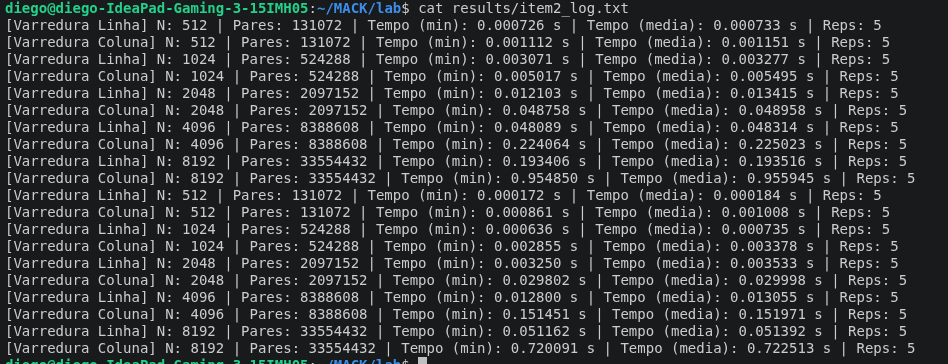 diego@diego-IdeaPad-Gaming-3-15IMH05:~/MACK/lab$ cat results/item2_log.txt
[Varredura Linha] N: 512 | Pares: 131072 | Tempo (min): 0.000726 s | Tempo (media): 0.000733 s | Reps: 5
[Varredura Coluna] N: 512 | Pares: 131072 | Tempo (min): 0.001112 s | Tempo (media): 0.001151 s | Reps: 5
[Varredura Linha] N: 1024 | Pares: 524288 | Tempo (min): 0.003071 s | Tempo (media): 0.003277 s | Reps: 5
[Varredura Coluna] N: 1024 | Pares: 524288 | Tempo (min): 0.005017 s | Tempo (media): 0.005495 s | Reps: 5
[Varredura Linha] N: 2048 | Pares: 2097152 | Tempo (min): 0.012103 s | Tempo (media): 0.013415 s | Reps: 5
[Varredura Coluna] N: 2048 | Pares: 2097152 | Tempo (min): 0.048758 s | Tempo (media): 0.048958 s | Reps: 5
[Varredura Linha] N: 4096 | Pares: 8388608 | Tempo (min): 0.048089 s | Tempo (media): 0.048314 s | Reps: 5
[Varredura Coluna] N: 4096 | Pares: 8388608 | Tempo (min): 0.224064 s | Tempo (media): 0.225023 s | Reps: 5
[Varredura Linha] N: 8192 | Pares: 33554432 | Tempo (min): 0.193406 s | Tempo (media): 0.193516 s | Reps: 5
[Varredura Coluna] N: 8192 | Pares: 33554432 | Tempo (min): 0.954850 s | Tempo (media): 0.955945 s | Reps: 5
[Varredura Linha] N: 512 | Pares: 131072 | Tempo (min): 0.000172 s | Tempo (media): 0.000184 s | Reps: 5
[Varredura Coluna] N: 512 | Pares: 131072 | Tempo (min): 0.000861 s | Tempo (media): 0.001008 s | Reps: 5
[Varredura Linha] N: 1024 | Pares: 524288 | Tempo (min): 0.000636 s | Tempo (media): 0.000735 s | Reps: 5
[Varredura Coluna] N: 1024 | Pares: 524288 | Tempo (min): 0.002855 s | Tempo (media): 0.003378 s | Reps: 5
[Varredura Linha] N: 2048 | Pares: 2097152 | Tempo (min): 0.003250 s | Tempo (media): 0.003533 s | Reps: 5
[Varredura Coluna] N: 2048 | Pares: 2097152 | Tempo (min): 0.029802 s | Tempo (media): 0.029998 s | Reps: 5
[Varredura Linha] N: 4096 | Pares: 8388608 | Tempo (min): 0.012800 s | Tempo (media): 0.013055 s | Reps: 5
[Varredura Coluna] N: 4096 | Pares: 8388608 | Tempo (min): 0.151451 s | Tempo (media): 0.151971 s | Reps: 5
[Varredura Linha] N: 8192 | Pares: 33554432 | Tempo (min): 0.051162 s | Tempo (media): 0.051392 s | Reps: 5
[Varredura Coluna] N: 8192 | Pares: 33554432 | Tempo (min): 0.720091 s | Tempo (media): 0.722513 s | Reps: 5
diego@diego-IdeaPad-Gaming-3-15IMH05:~/MACK/lab$